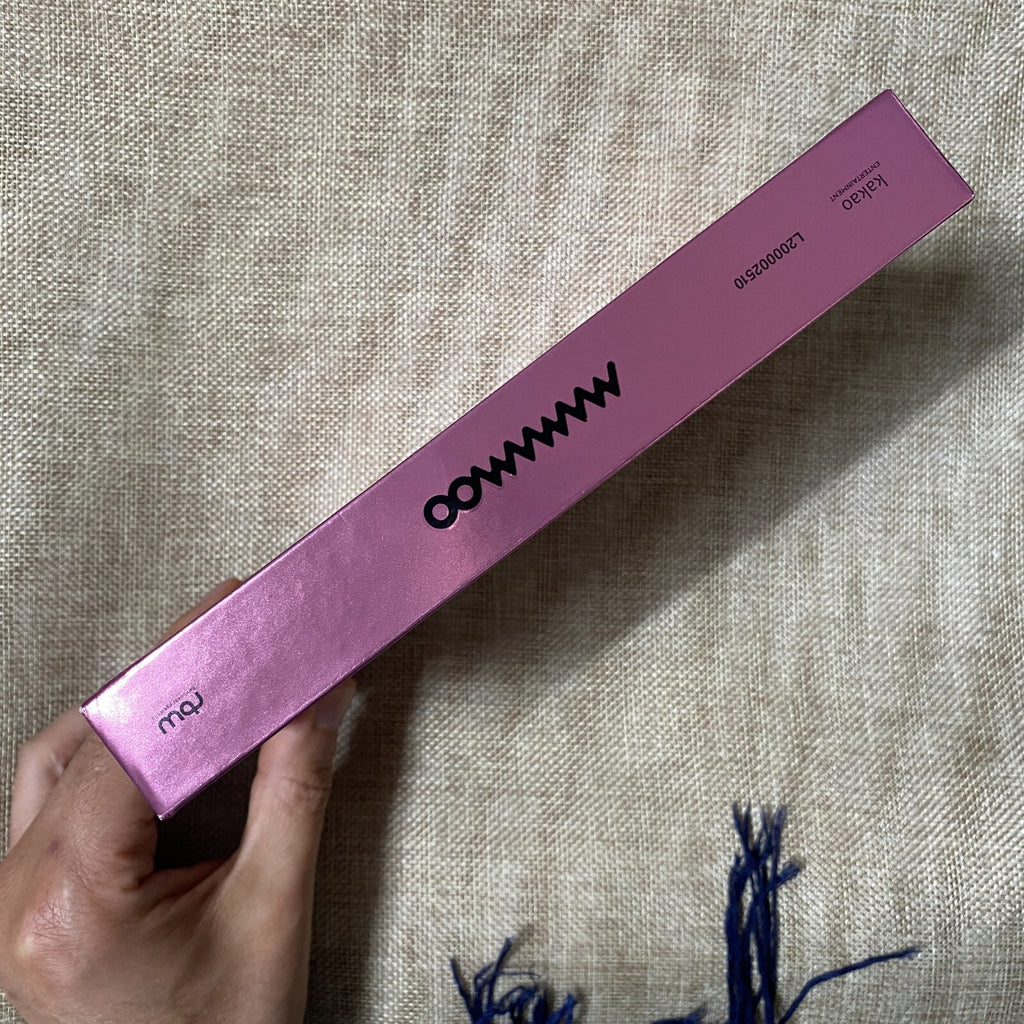 kakao
ENTERTAINMENT
L200002510
MAMAMOO
rbw